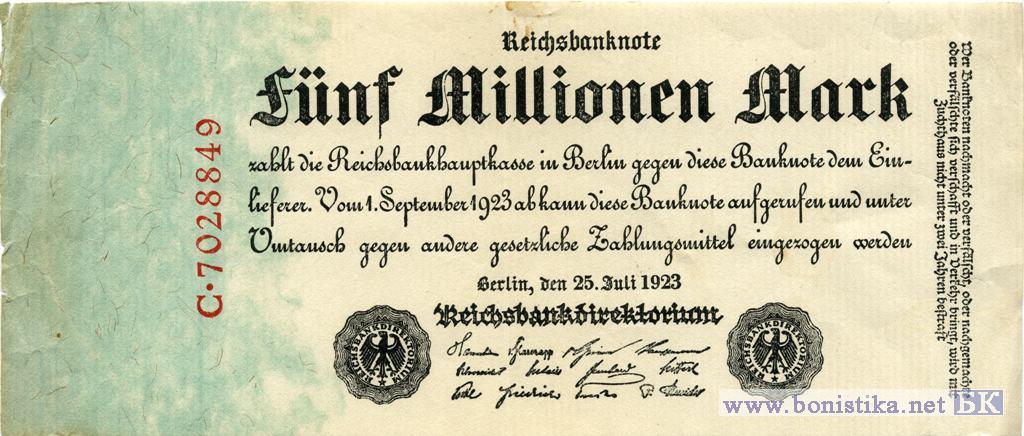 Reichsbanknote
Fünf Millionen Mark
zahlt die Reichsbankhauptkasse in Berlin gegen diese Banknote dem Ein-
lieferer. Vom 1. September 1923 ab kann diese Banknote aufgerufen und unter
Umtausch gegen andere gesetzliche Zahlungsmittel eingezogen werden
Berlin, den 25. Juli 1923
Reichsbankdirektorium
REICHSBANKDIREKTORIUM
REICHSBANKDIREKTORIUM
C·7028849
Wer Banknoten nachmacht oder verfälscht, oder nachgemachte
oder verfälschte sich verschafft und in Verkehr bringt, wird mit
Zuchthaus nicht unter zwei Jahren bestraft
www.bonistika.net БК